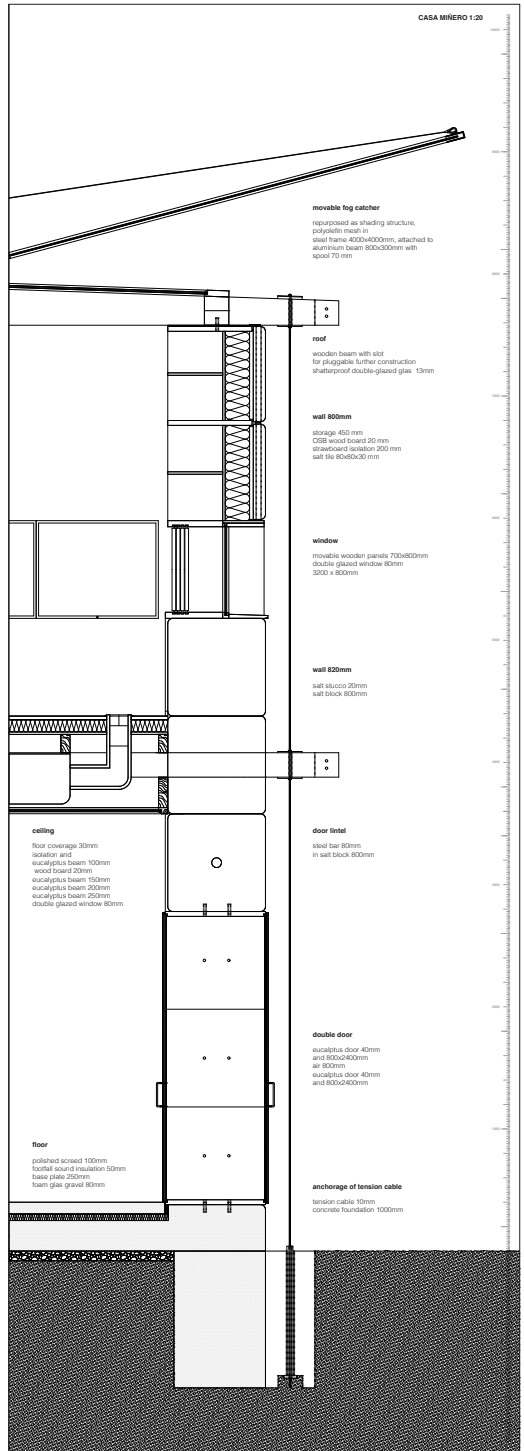 CASA MIÑERO 1:20
movable fog catcher
repurposed as shading structure;
polyolefin mesh in
steel frame 4000x4000mm, attached to
aluminium beam 800x300mm with
spool 70 mm
roof
wooden beam with slot
for pluggable further construction
shatterproof double-glazed glas 13mm
wall 800mm
storage 450 mm
OSB wood board 20 mm
strawboard isolation 200 mm
salt tile 80x80x30 mm
window
movable wooden panels 700x800mm
double glazed window 80mm
3200 x 800mm
wall 820mm
salt stucco 20mm
salt block 800mm
ceiling
floor coverage 30mm
isolation and
eucalyptus beam 100mm
wood board 20mm
eucalyptus beam 150mm
eucalyptus beam 200mm
eucalyptus beam 250mm
double glazed window 80mm
door lintel
steel bar 80mm
in salt block 800mm
double door
eucalptus door 40mm
and 800x2400mm
air 800mm
eucalyptus door 40mm
and 800x2400mm
floor
polished screed 100mm
footfall sound insulation 50mm
base plate 250mm
foam glas gravel 80mm
anchorage of tension cable
tension cable 10mm
concrete foundation 1000mm